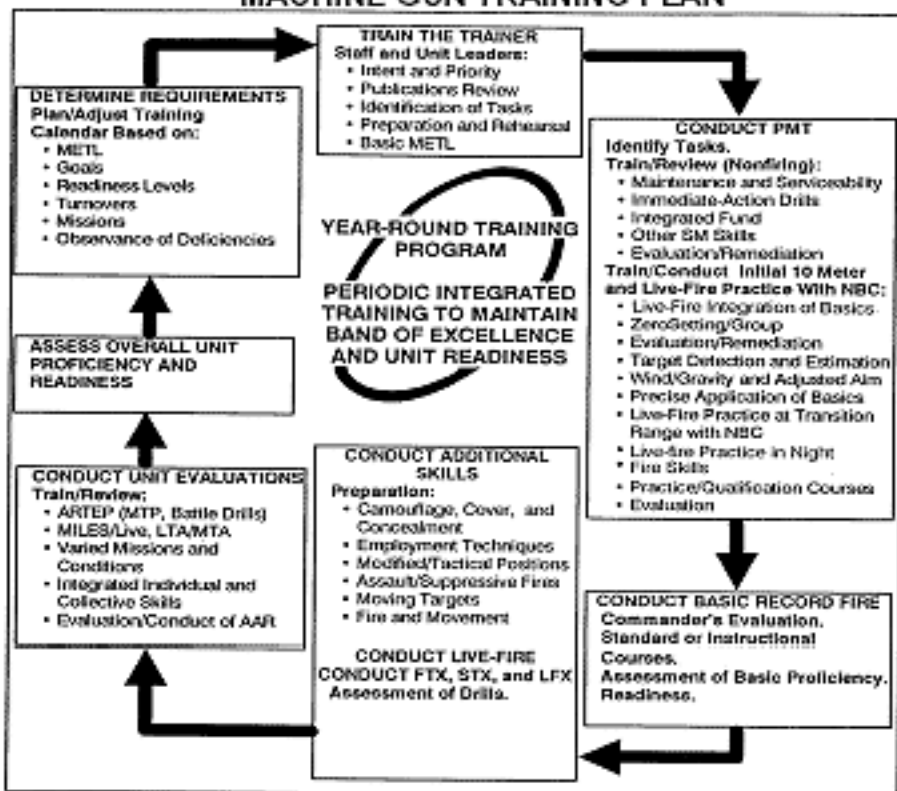 MACHINE GUN TRAINING PLAN
TRAIN THE TRAINER
Staff and Unit Leaders:
• Intent and Priority
• Publications Review
• Identification of Tasks
• Preparation and Rehearsal
• Basic METL
DETERMINE REQUIREMENTS
Plan/Adjust Training
Calendar Based on:
• METL
• Goals
• Readiness Levels
• Turnovers
• Missions
• Observance of Deficiencies
CONDUCT PMT
Identify Tasks.
Train/Review (Nonfiring):
• Maintenance and Serviceability
• Immediate-Action Drills
• Integrated Fund
• Other SM Skills
• Evaluation/Remediation
Train/Conduct Initial 10 Meter
and Live-Fire Practice With NBC:
• Live-Fire Integration of Basics
• ZeroSetting/Group
• Evaluation/Remediation
• Target Detection and Estimation
• Wind/Gravity and Adjusted Aim
• Precise Application of Basics
• Live-Fire Practice at Transition
Range with NBC
• Live-fire Practice in Night
• Fire Skills
• Practice/Qualification Courses
• Evaluation
YEAR-ROUND TRAINING
PROGRAM
PERIODIC INTEGRATED
TRAINING TO MAINTAIN
BAND OF EXCELLENCE
AND UNIT READINESS
ASSESS OVERALL UNIT
PROFICIENCY AND
READINESS
CONDUCT UNIT EVALUATIONS
Train/Review:
• ARTEP (MTP, Battle Drills)
• MILES/Live, LTA/MTA
• Varied Missions and
Conditions
• Integrated Individual and
Collective Skills
• Evaluation/Conduct of AAR
CONDUCT ADDITIONAL
SKILLS
Preparation:
• Camouflage, Cover, and
Concealment
• Employment Techniques
• Modified/Tactical Positions
• Assault/Suppressive Fires
• Moving Targets
• Fire and Movement
CONDUCT LIVE-FIRE
CONDUCT FTX, STX, and LFX
Assessment of Drills.
CONDUCT BASIC RECORD FIRE
Commander's Evaluation.
Standard or Instructional
Courses.
Assessment of Basic Proficiency.
Readiness.